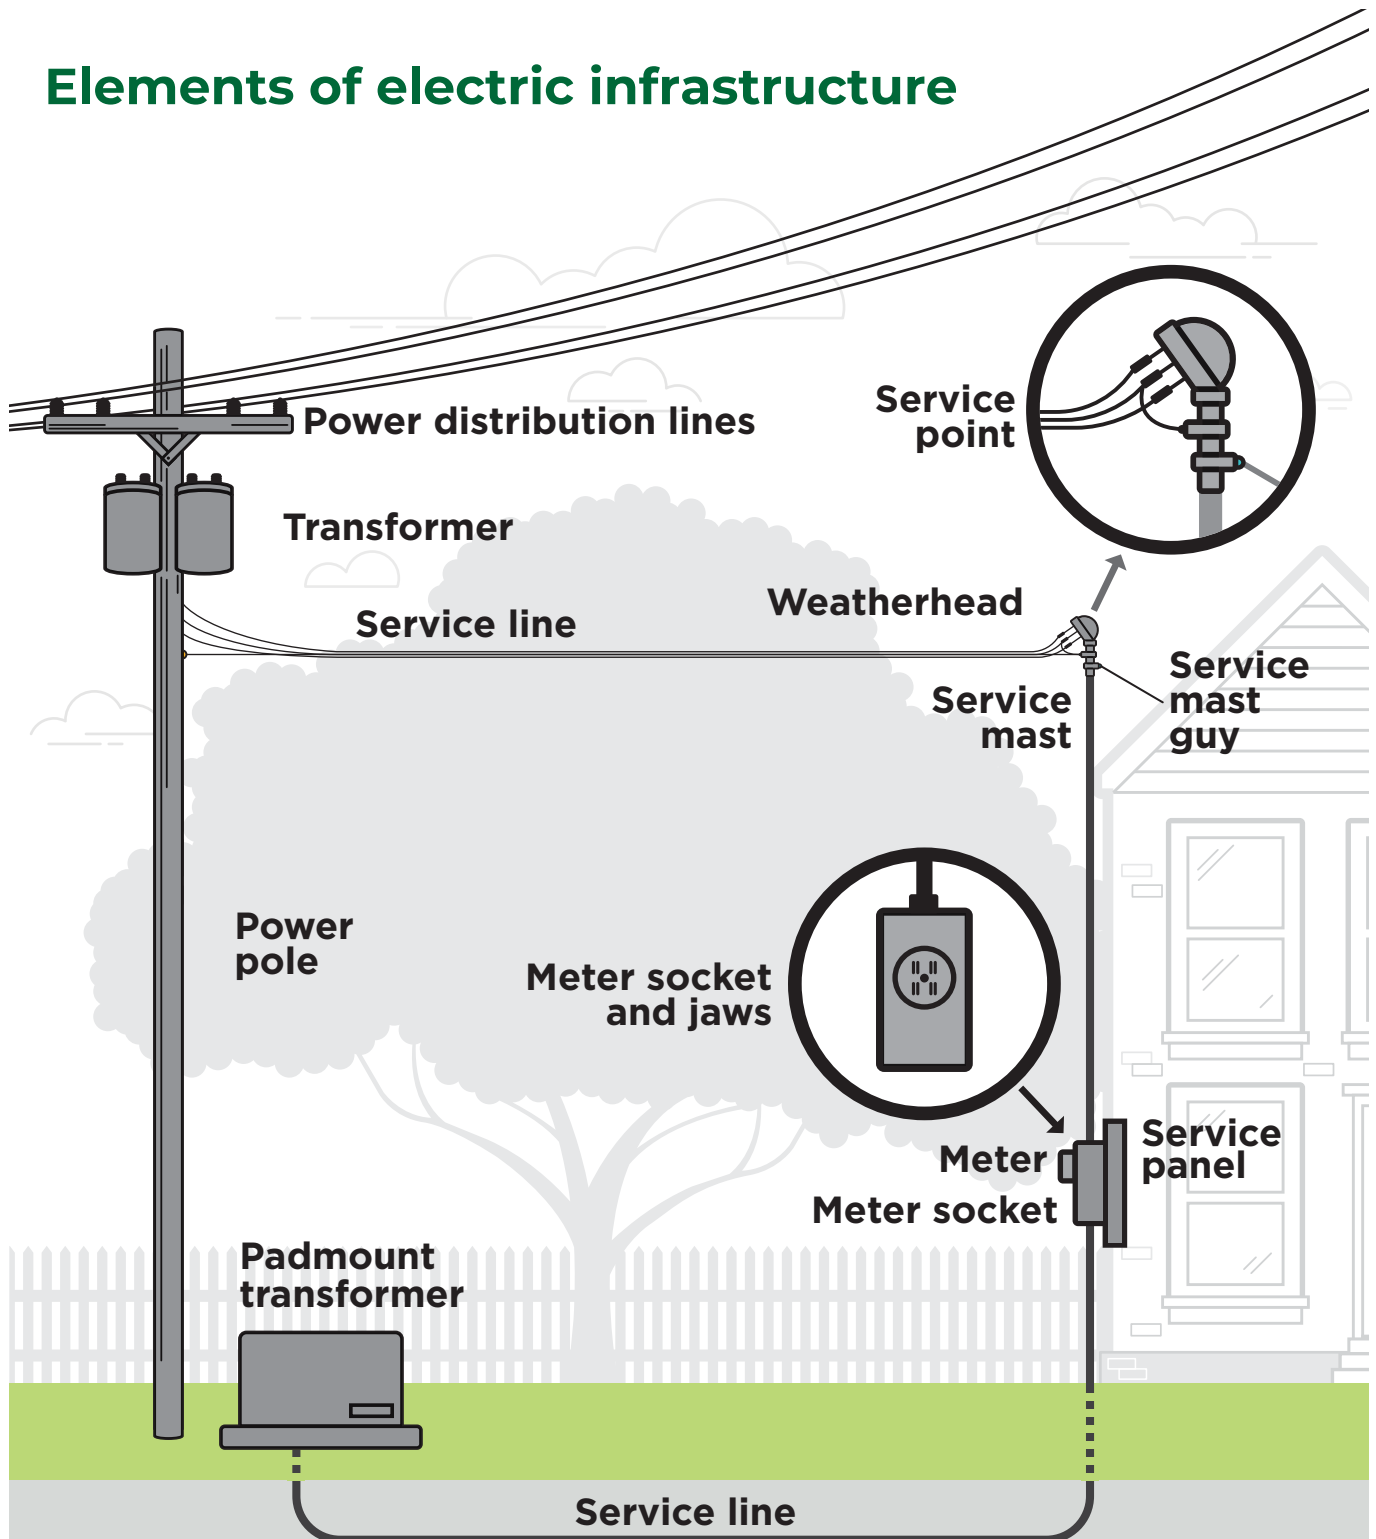 Elements of electric infrastructure
Power distribution lines
Service
point
Transformer
Weatherhead
Service line
Service
mast
guy
Service
mast
Power
pole
Meter socket
and jaws
Service
panel
Meter
Meter socket
Padmount
transformer
Service line